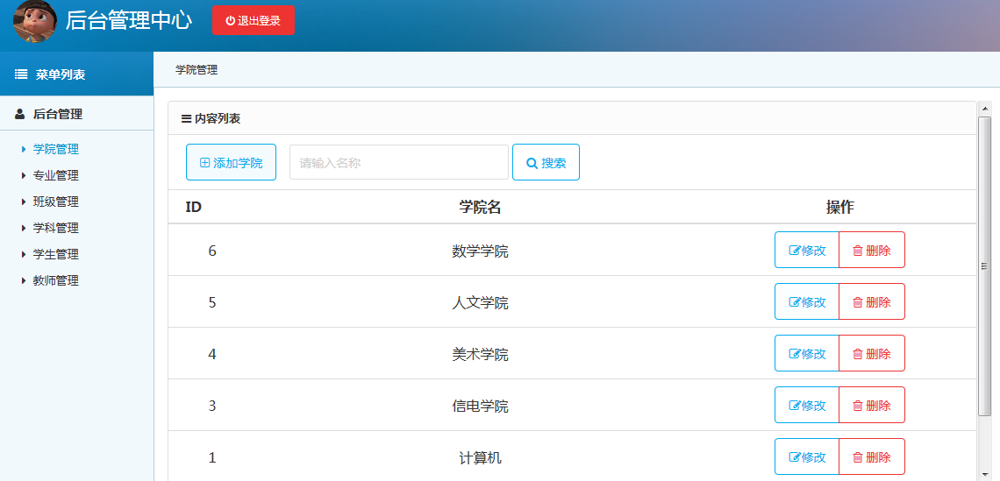 后台管理中心
退出登录
菜单列表
后台管理
学院管理
专业管理
班级管理
学科管理
学生管理
教师管理
学院管理
内容列表
添加学院 请输入名称 搜索
ID 学院名 操作
6 数学学院 修改 删除
5 人文学院 修改 删除
4 美术学院 修改 删除
3 信电学院 修改 删除
1 计算机 修改 删除